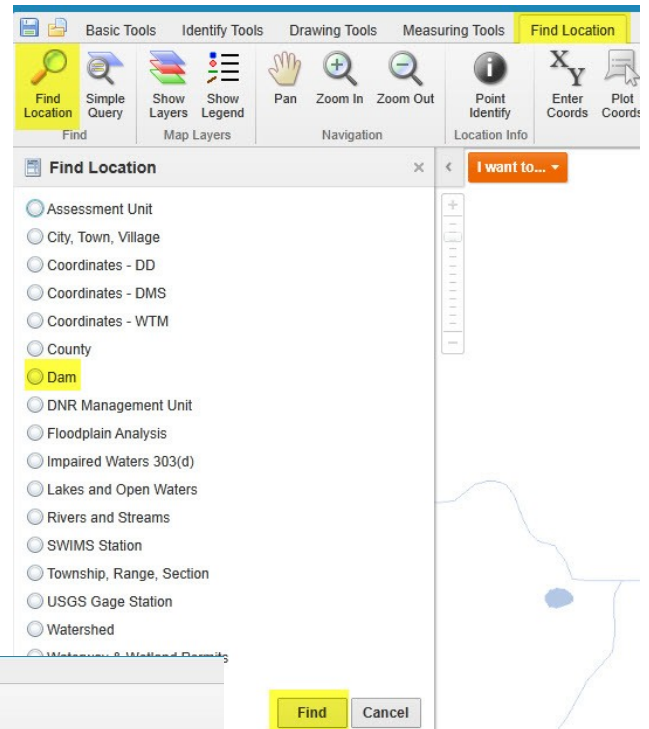 Basic Tools Identify Tools Drawing Tools Measuring Tools Find Location
Find Location Simple Query Show Layers Show Legend Pan Zoom In Zoom Out Point Identify Enter Coords Plot Coords
Find Map Layers Navigation Location Info
Find Location
I want to...
Assessment Unit
City, Town, Village
Coordinates - DD
Coordinates - DMS
Coordinates - WTM
County
Dam
DNR Management Unit
Floodplain Analysis
Impaired Waters 303(d)
Lakes and Open Waters
Rivers and Streams
SWIMS Station
Township, Range, Section
USGS Gage Station
Watershed
Waterway & Wetland Permits
Find Cancel